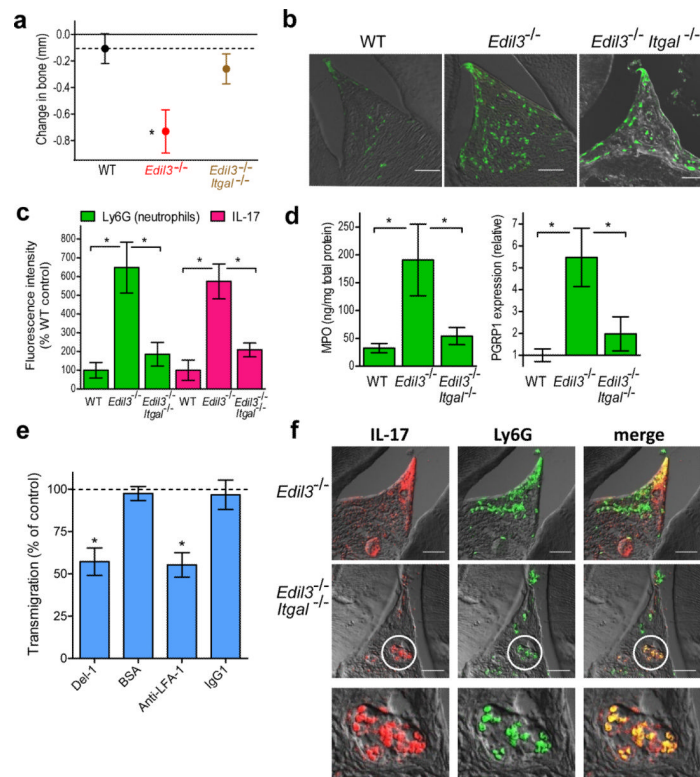 a
0.0
-0.2
-0.4
-0.6
-0.8
Change in bone (mm)
*
WT
Edil3-/-
Edil3-/-
Itgal-/-
b
WT
Edil3-/-
Edil3-/- Itgal-/-
c
Ly6G (neutrophils)
IL-17
Fluorescence intensity
(% WT control)
800
700
600
500
400
300
200
100
0
* * * *
WT
Edil3-/-
Edil3-/-
Itgal-/-
WT
Edil3-/-
Edil3-/-
Itgal-/-
d
MPO (ng/mg total protein)
250
200
150
100
50
0
* *
WT
Edil3-/-
Edil3-/-
Itgal-/-
PGRP1 expression (relative)
7
6
5
4
3
2
1
* *
WT
Edil3-/-
Edil3-/-
Itgal-/-
e
Transmigration (% of control)
100
75
50
25
0
* *
Del-1
BSA
Anti-LFA-1
IgG1
f
IL-17
Ly6G
merge
Edil3-/-
Edil3-/-
Itgal-/-